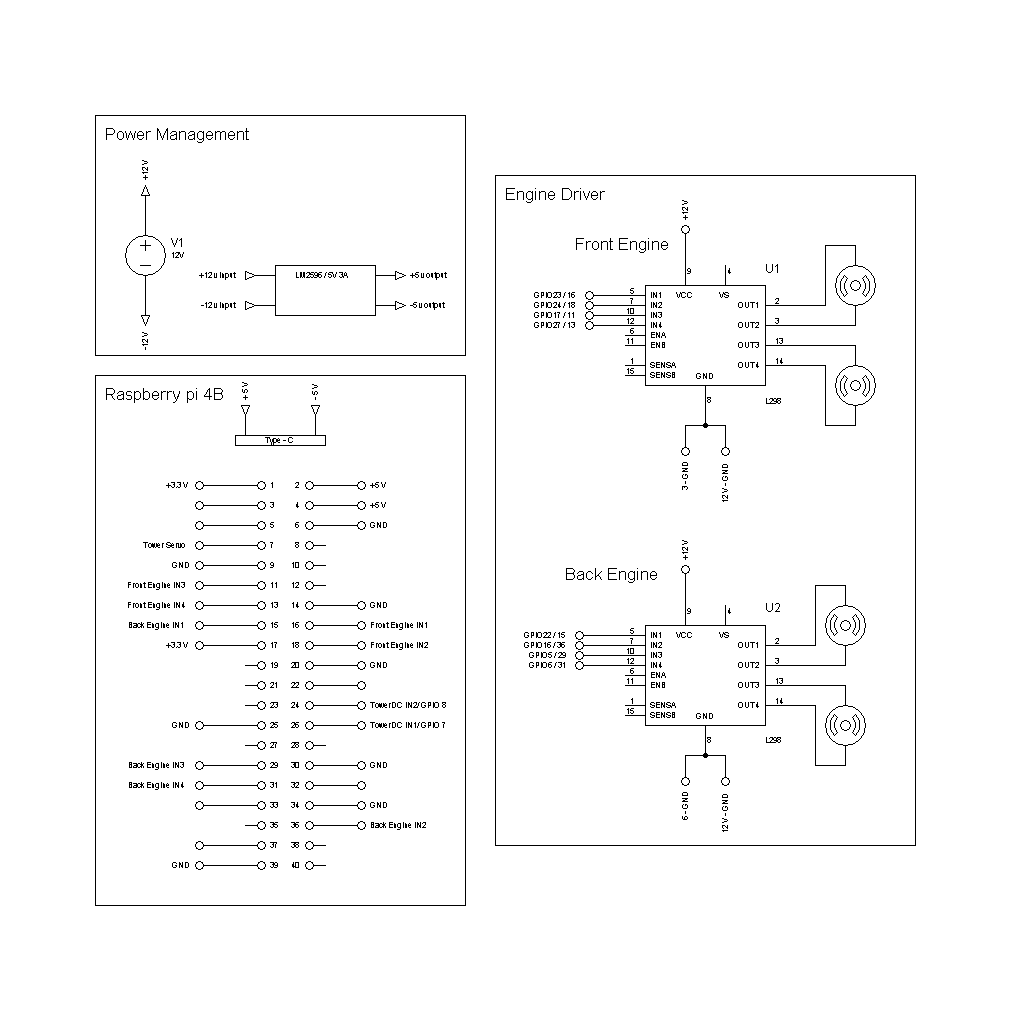 Power Management
+12V
V1
12V
-12V
+12u Input
-12u Input
LM2596 / 5V 3A
+5u output
-5u output
Raspberry pi 4B
+5V
-5V
Type - C
+3.3V 1 2 +5V
3 4 +5V
5 6 GND
Tower Servo 7 8
GND 9 10
Front Engine IN3 11 12
Front Engine IN4 13 14 GND
Back Engine IN1 15 16 Front Engine IN1
+3.3V 17 18 Front Engine IN2
19 20 GND
21 22
23 24 TowerDC IN2/GPIO 8
GND 25 26 TowerDC IN1/GPIO 7
27 28
Back Engine IN3 29 30 GND
Back Engine IN4 31 32
33 34 GND
35 36 Back Engine IN2
37 38
GND 39 40
Engine Driver
Front Engine
+12V
9 4 U1
GPIO23 / 16 5 IN1 VCC VS
GPIO24 / 18 7 IN2 OUT1 2
GPIO17 / 11 10 IN3
GPIO27 / 13 12 IN4 OUT2 3
6 ENA
11 ENB OUT3 13
1 SENSA OUT4 14
15 SENSB GND
8 L298
3 - GND
12V - GND
Back Engine
+12V
9 4 U2
GPIO22 / 15 5 IN1 VCC VS
GPIO16 / 36 7 IN2 OUT1 2
GPIO5 / 29 10 IN3
GPIO6 / 31 12 IN4 OUT2 3
6 ENA
11 ENB OUT3 13
1 SENSA OUT4 14
15 SENSB GND
8 L298
6 - GND
12V - GND